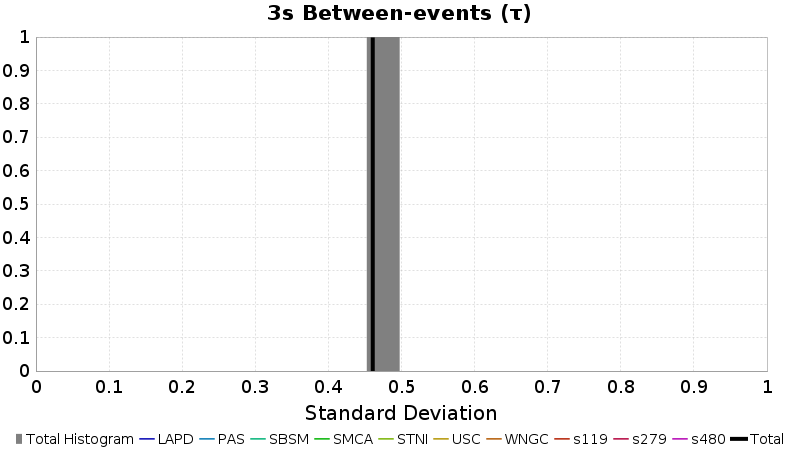 3s Between-events (τ)
1
0.9
0.8
0.7
0.6
0.5
0.4
0.3
0.2
0.1
0
0 0.1 0.2 0.3 0.4 0.5 0.6 0.7 0.8 0.9 1
Standard Deviation
Total Histogram LAPD PAS SBSM SMCA STNI USC WNGC s119 s279 s480 Total